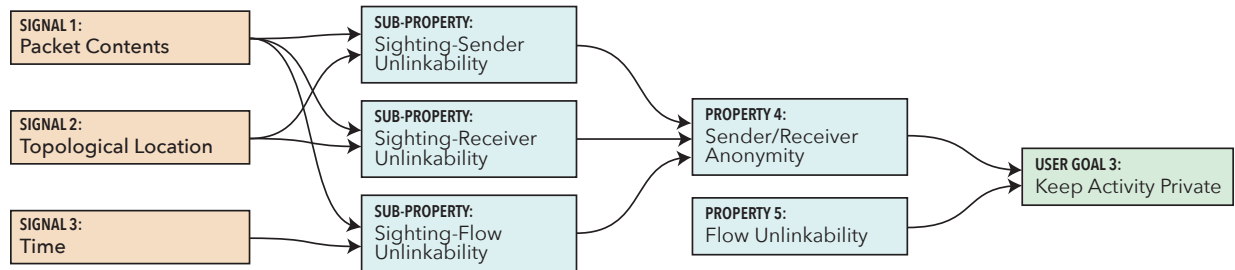 SIGNAL 1:
Packet Contents
SIGNAL 2:
Topological Location
SIGNAL 3:
Time
SUB-PROPERTY:
Sighting-Sender
Unlinkability
SUB-PROPERTY:
Sighting-Receiver
Unlinkability
SUB-PROPERTY:
Sighting-Flow
Unlinkability
PROPERTY 4:
Sender/Receiver
Anonymity
PROPERTY 5:
Flow Unlinkability
USER GOAL 3:
Keep Activity Private